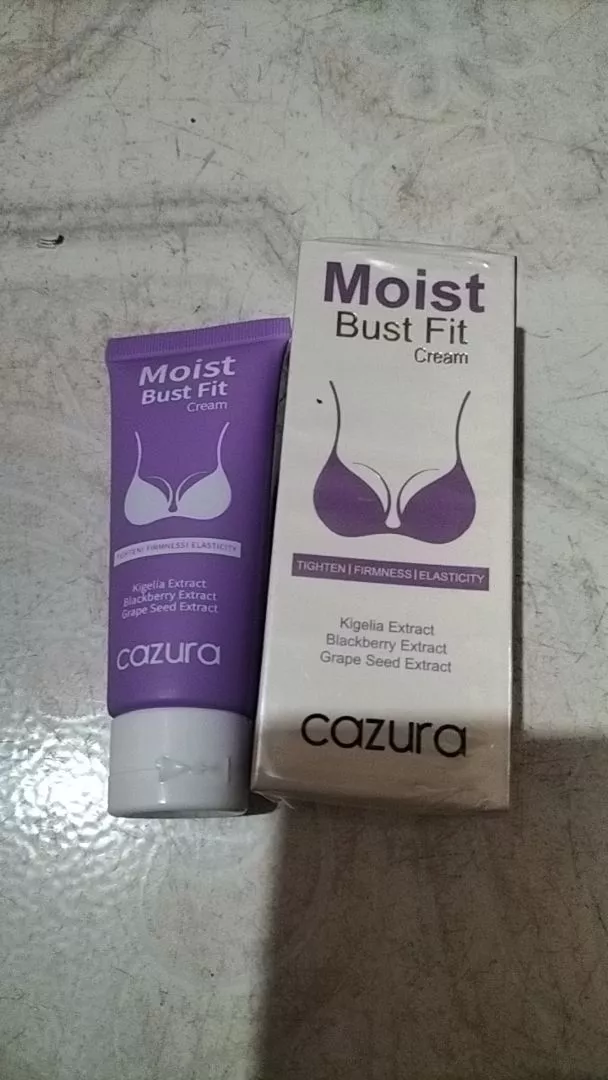 Moist
Bust Fit
Cream
TIGHTEN| FIRMNESS| ELASTICITY
Kigelia Extract
Blackberry Extract
Grape Seed Extract
cazura
Moist
Bust Fit
Cream
TIGHTEN | FIRMNESS | ELASTICITY
Kigelia Extract
Blackberry Extract
Grape Seed Extract
cazura